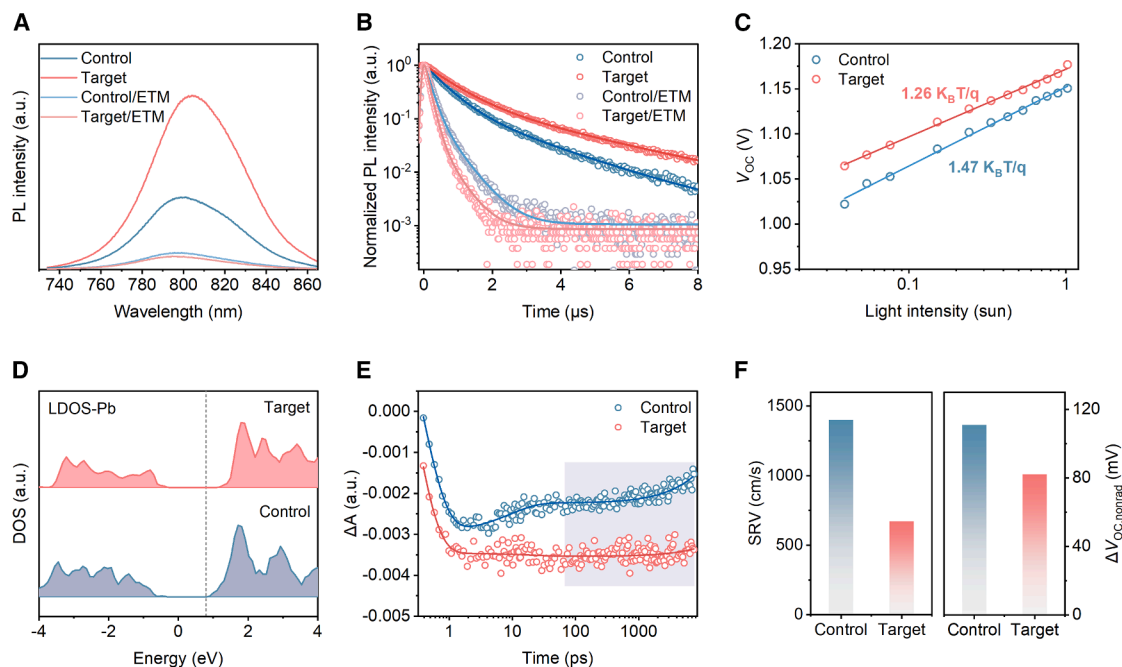 A
PL intensity (a.u.)
Control
Target
Control/ETM
Target/ETM
740 760 780 800 820 840 860
Wavelength (nm)
B
Normalized PL intensity (a.u.)
10⁰
10⁻¹
10⁻²
10⁻³
Control
Target
Control/ETM
Target/ETM
0 2 4 6 8
Time (μs)
C
V_OC (V)
1.20
1.15
1.10
1.05
1.00
0.95
Control
Target
1.26 K_BT/q
1.47 K_BT/q
0.1 1
Light intensity (sun)
D
DOS (a.u.)
LDOS-Pb
Target
Control
-4 -2 0 2 4
Energy (eV)
E
ΔA (a.u.)
0.000
-0.001
-0.002
-0.003
-0.004
-0.005
Control
Target
1 10 100 1000
Time (ps)
F
SRV (cm/s)
1500
1000
500
0
Control Target
Control Target
120
80
40
0
ΔV_OC,nonrad (mV)